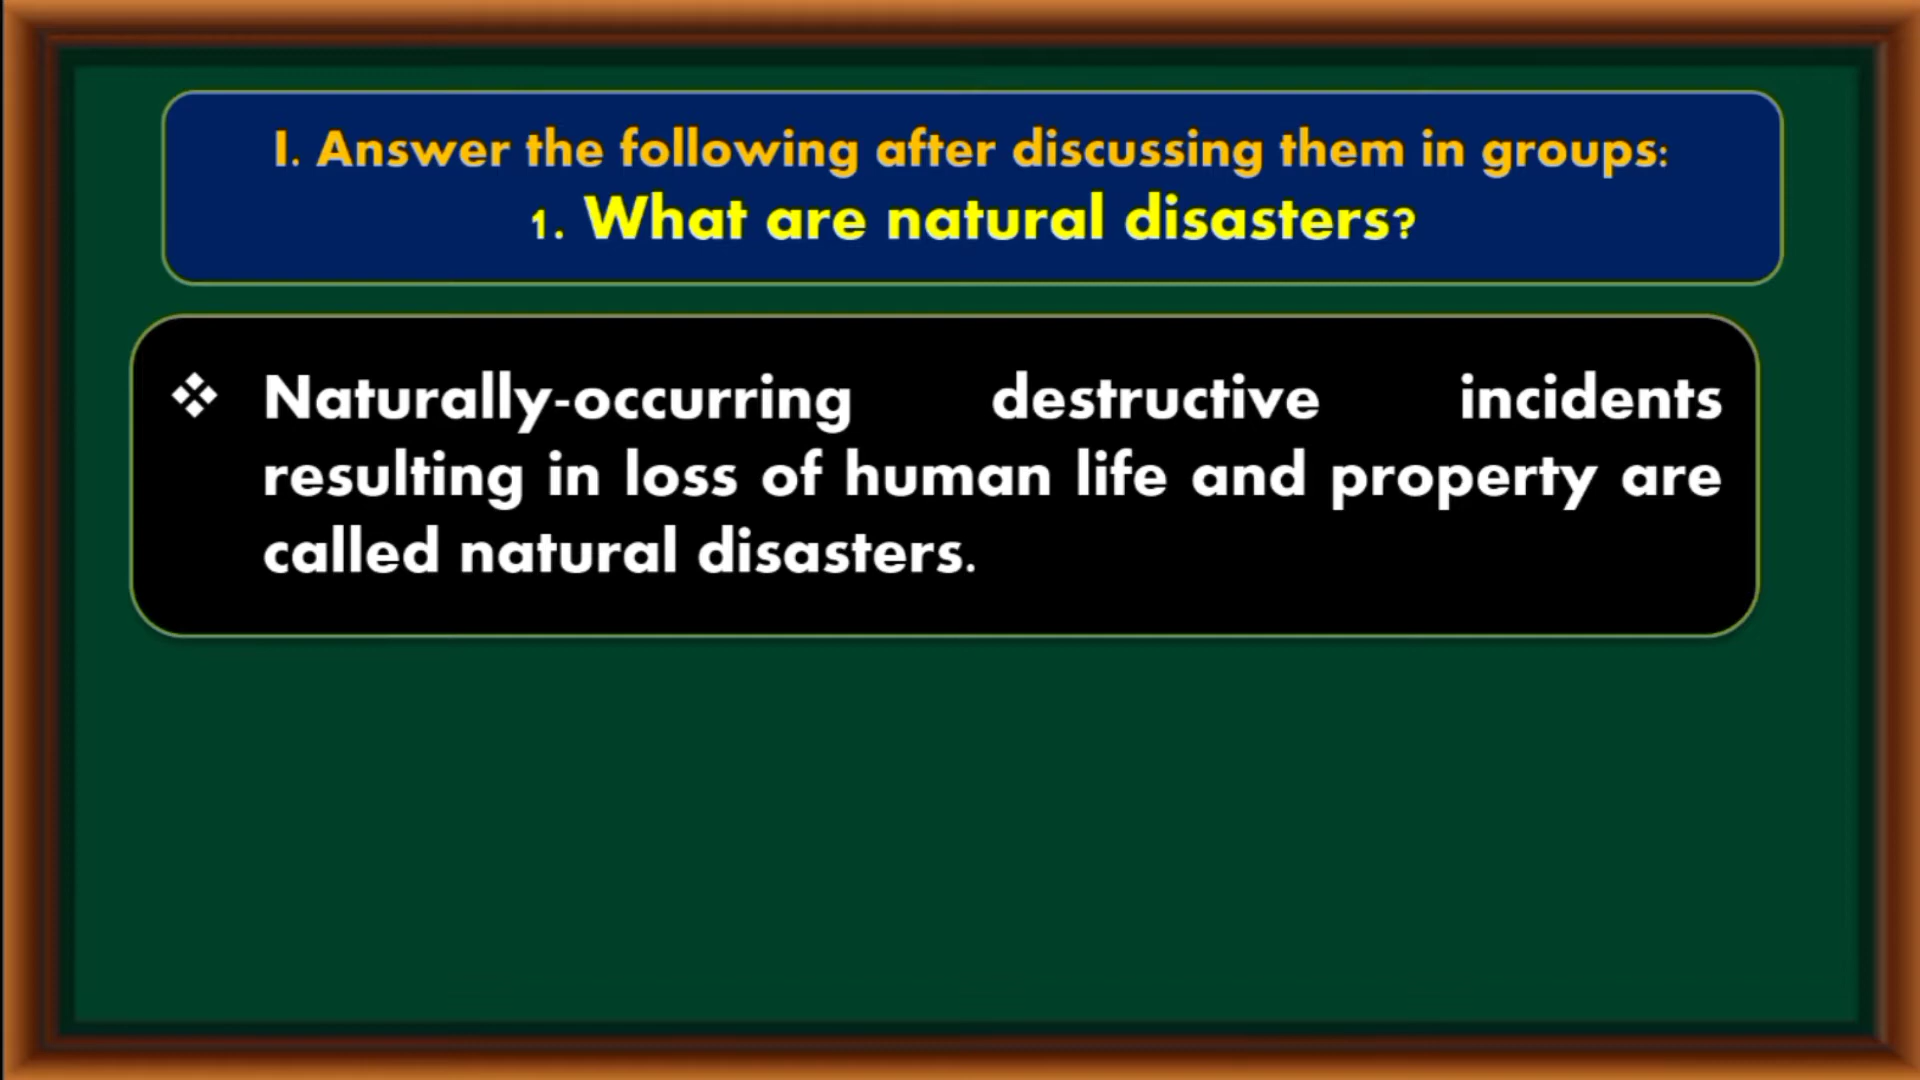 I. Answer the following after discussing them in groups:
1. What are natural disasters?
❖ Naturally-occurring destructive incidents
resulting in loss of human life and property are
called natural disasters.